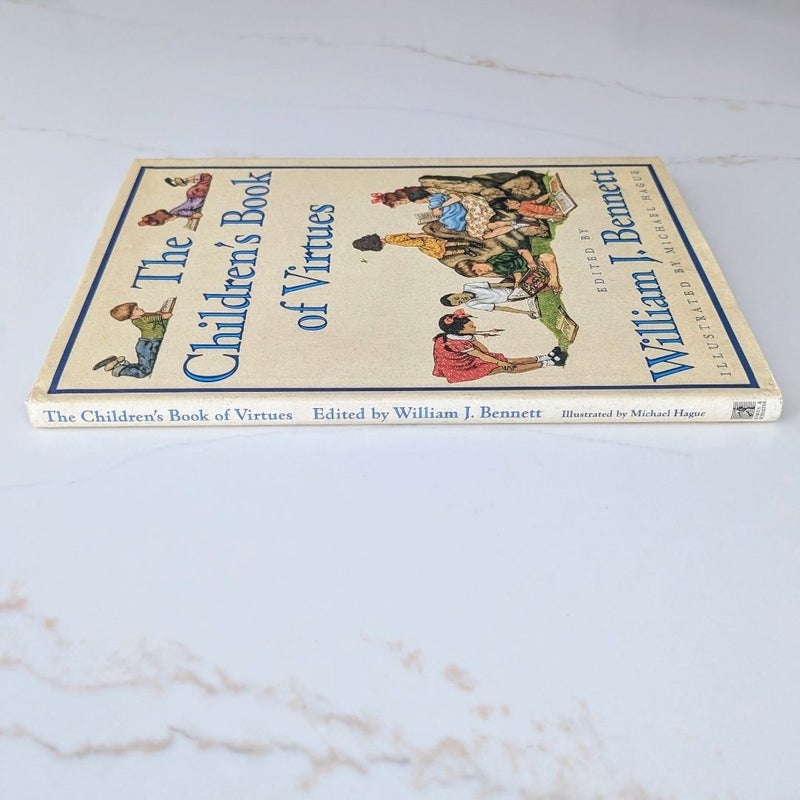 The
Children's Book
of Virtues
EDITED BY
William J. Bennett
ILLUSTRATED BY MICHAEL HAGUE
The Children's Book of Virtues Edited by William J. Bennett Illustrated by Michael Hague